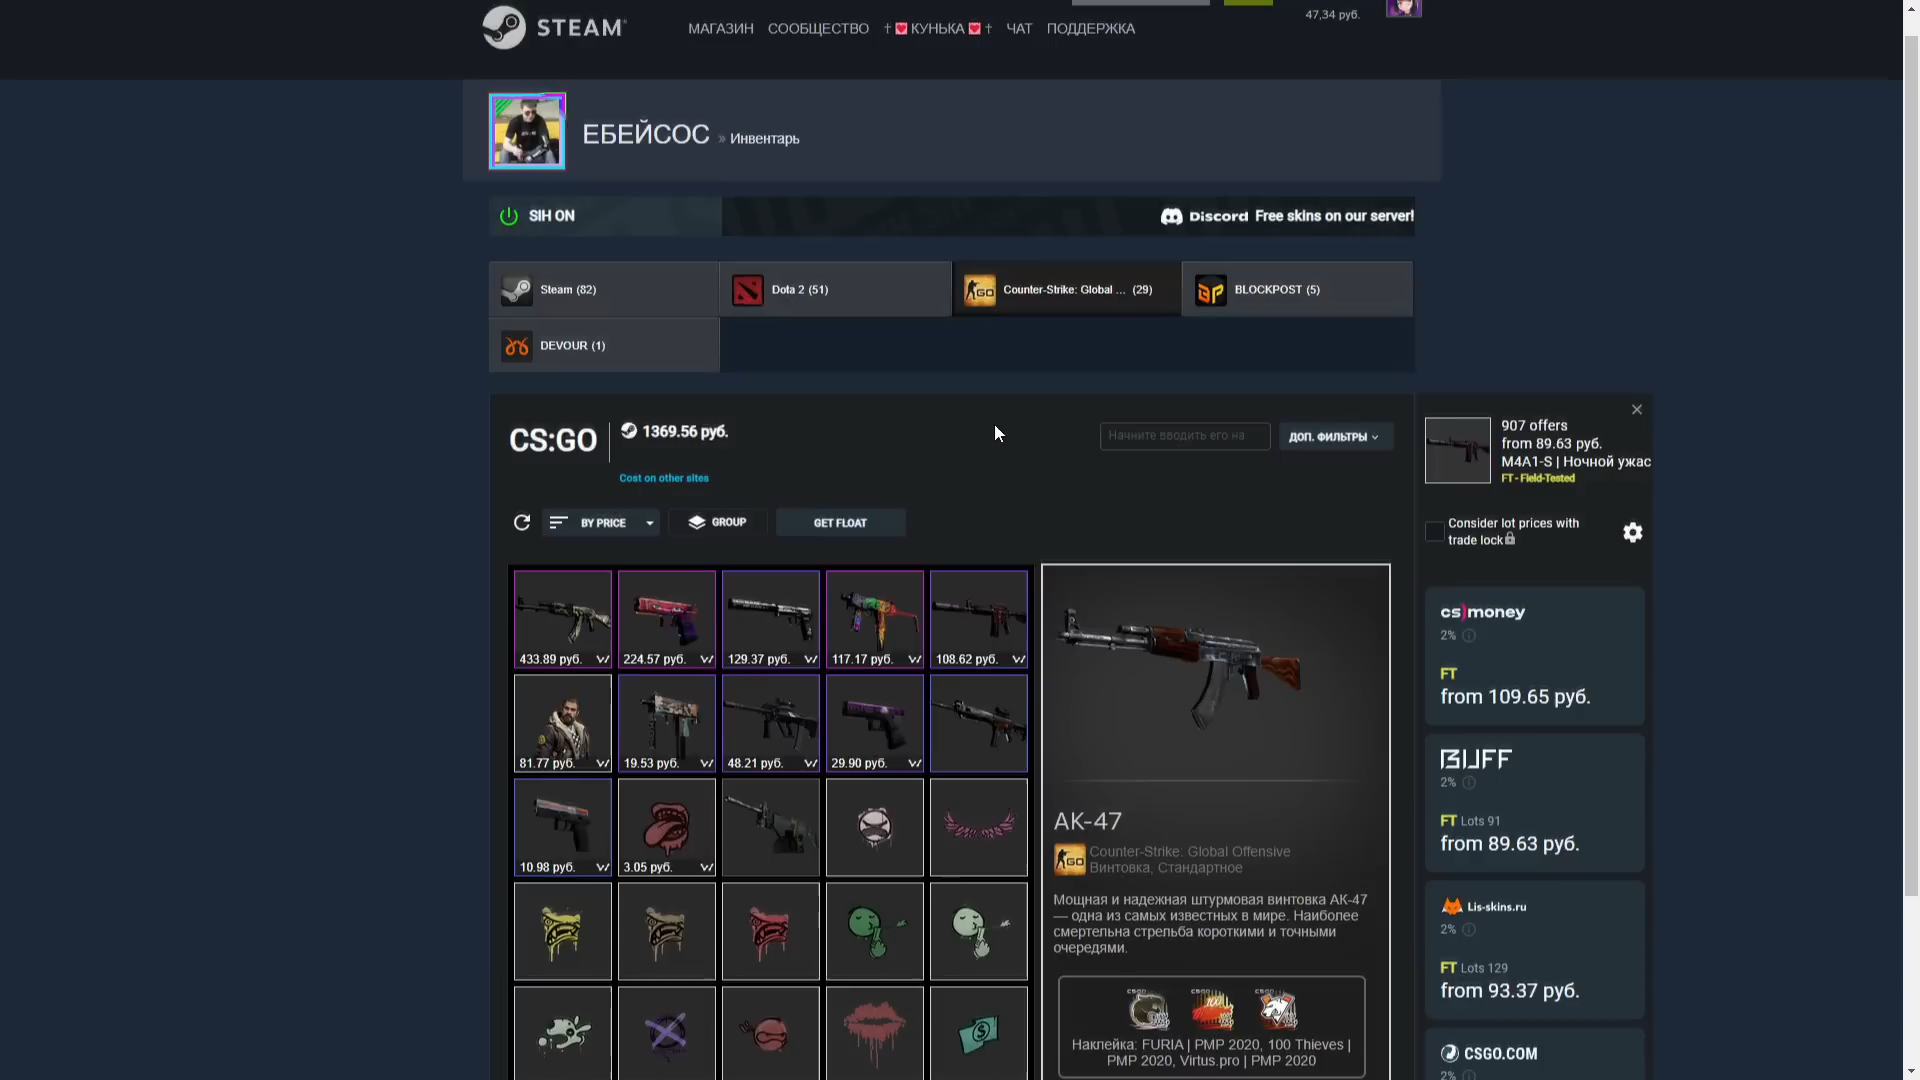 47,34 руб.
STEAM
МАГАЗИН СООБЩЕСТВО †💗КУНЬКА💗† ЧАТ ПОДДЕРЖКА
ЕБЕЙСОС » Инвентарь
SIH ON
Discord Free skins on our server!
Steam (82)
Dota 2 (51)
Counter-Strike: Global ... (29)
BLOCKPOST (5)
DEVOUR (1)
CS:GO
1369.56 руб.
Cost on other sites
Начните вводить его на
ДОП. ФИЛЬТРЫ
BY PRICE
GROUP
GET FLOAT
907 offers
from 89.63 руб.
M4A1-S | Ночной ужас
FT - Field-Tested
Consider lot prices with
trade lock
433.89 руб.
224.57 руб.
129.37 руб.
117.17 руб.
108.62 руб.
81.77 руб.
19.53 руб.
48.21 руб.
29.90 руб.
10.98 руб.
3.05 руб.
AK-47
Counter-Strike: Global Offensive
Винтовка, Стандартное
Мощная и надежная штурмовая винтовка AK-47
— одна из самых известных в мире. Наиболее
смертельна стрельба короткими и точными
очередями.
Наклейка: FURIA | РМР 2020, 100 Thieves |
РМР 2020, Virtus.pro | РМР 2020
cs money
2%
FT
from 109.65 руб.
BUFF
2%
FT Lots 91
from 89.63 руб.
Lis-skins.ru
2%
FT Lots 129
from 93.37 руб.
CSGO.COM
2%